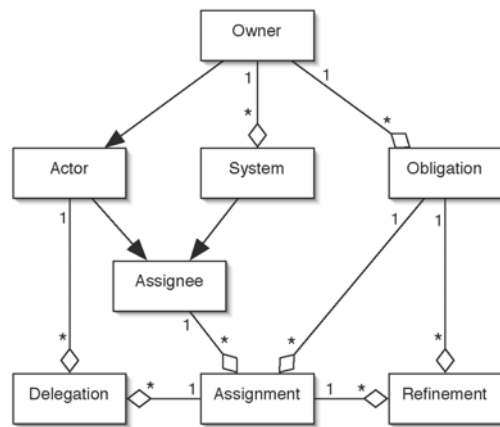 Owner
1 1
* *
Actor System Obligation
1 1 1
Assignee
1
* * * *
Delegation * 1 Assignment 1 * Refinement